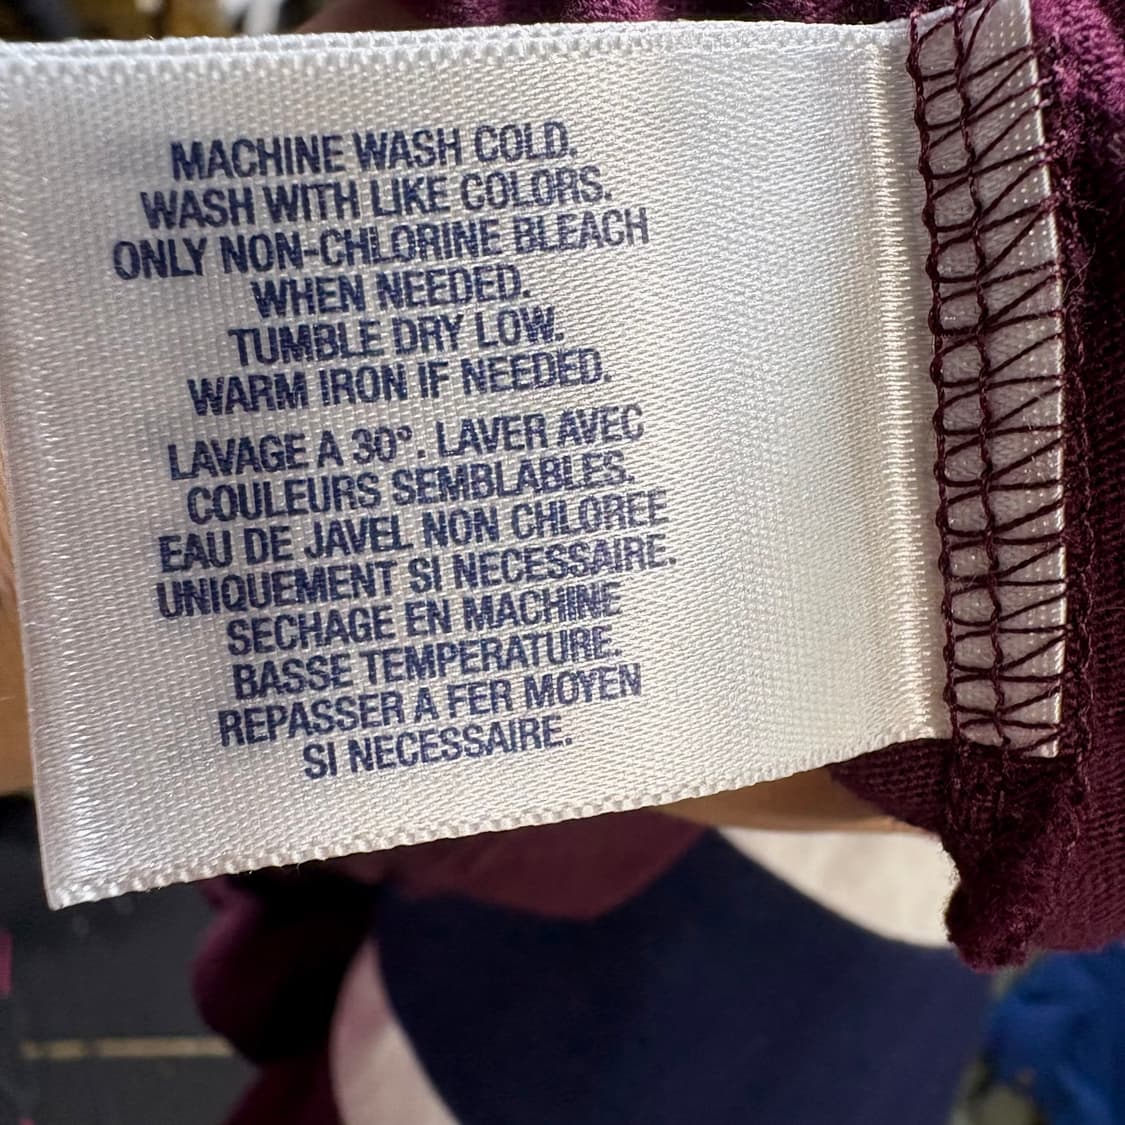 MACHINE WASH COLD.
WASH WITH LIKE COLORS.
ONLY NON-CHLORINE BLEACH
WHEN NEEDED.
TUMBLE DRY LOW.
WARM IRON IF NEEDED.
LAVAGE A 30°. LAVER AVEC
COULEURS SEMBLABLES.
EAU DE JAVEL NON CHLOREE
UNIQUEMENT SI NECESSAIRE.
SECHAGE EN MACHINE
BASSE TEMPERATURE.
REPASSER A FER MOYEN
SI NECESSAIRE.